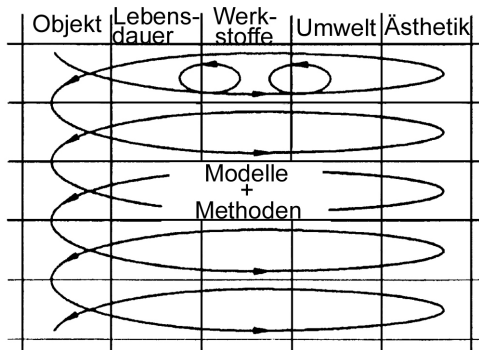 Objekt
Lebens-
dauer
Werk-
stoffe
Umwelt
Ästhetik
Modelle
+
Methoden